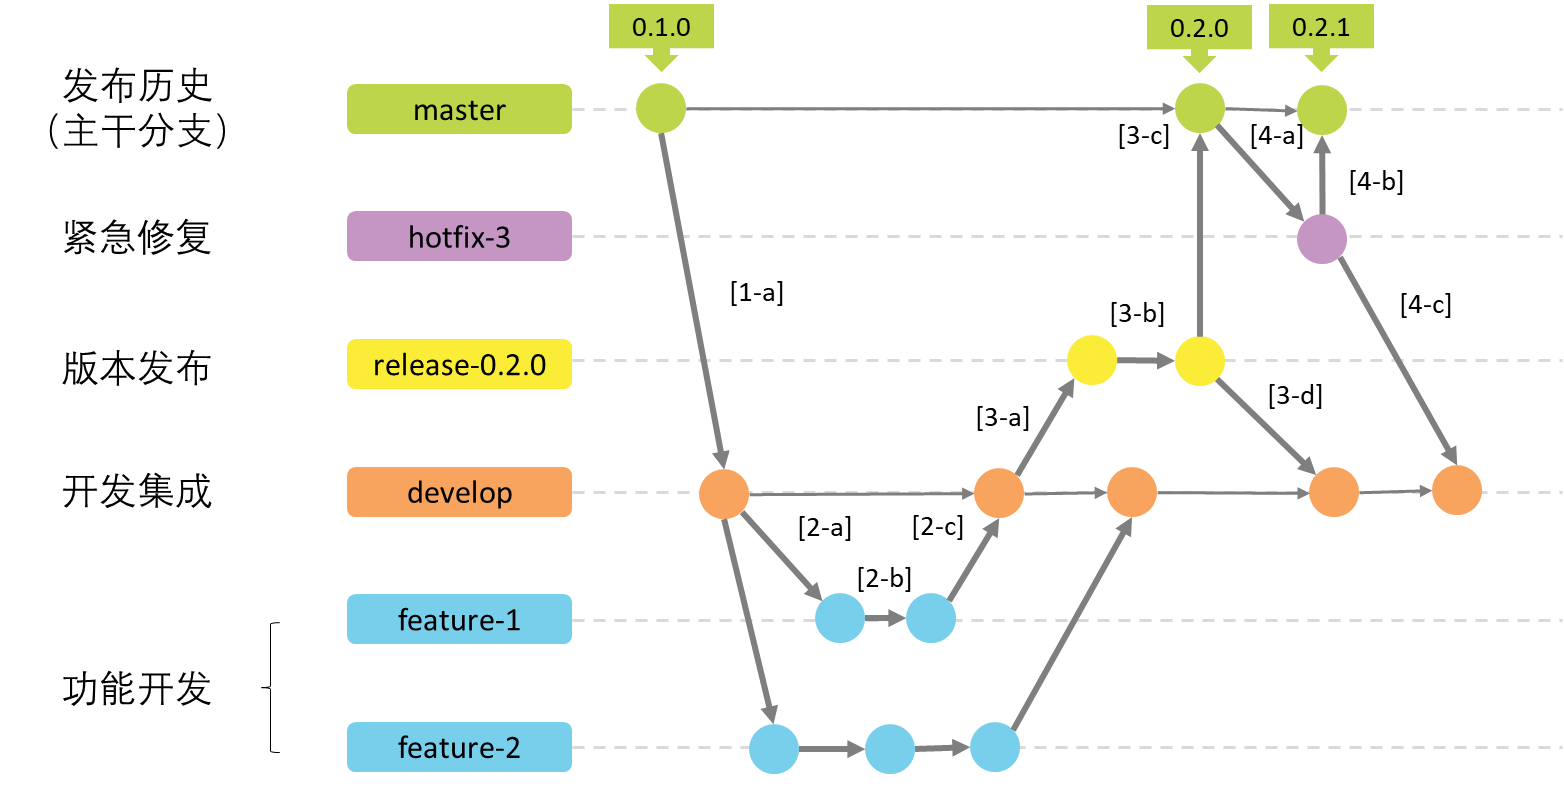 0.1.0
0.2.0
0.2.1
发布历史
（主干分支）
master
[3-c]
[4-a]
[4-b]
紧急修复
hotfix-3
[1-a]
[4-c]
[3-b]
版本发布
release-0.2.0
[3-d]
[3-a]
开发集成
develop
[2-a]
[2-c]
[2-b]
feature-1
功能开发
feature-2